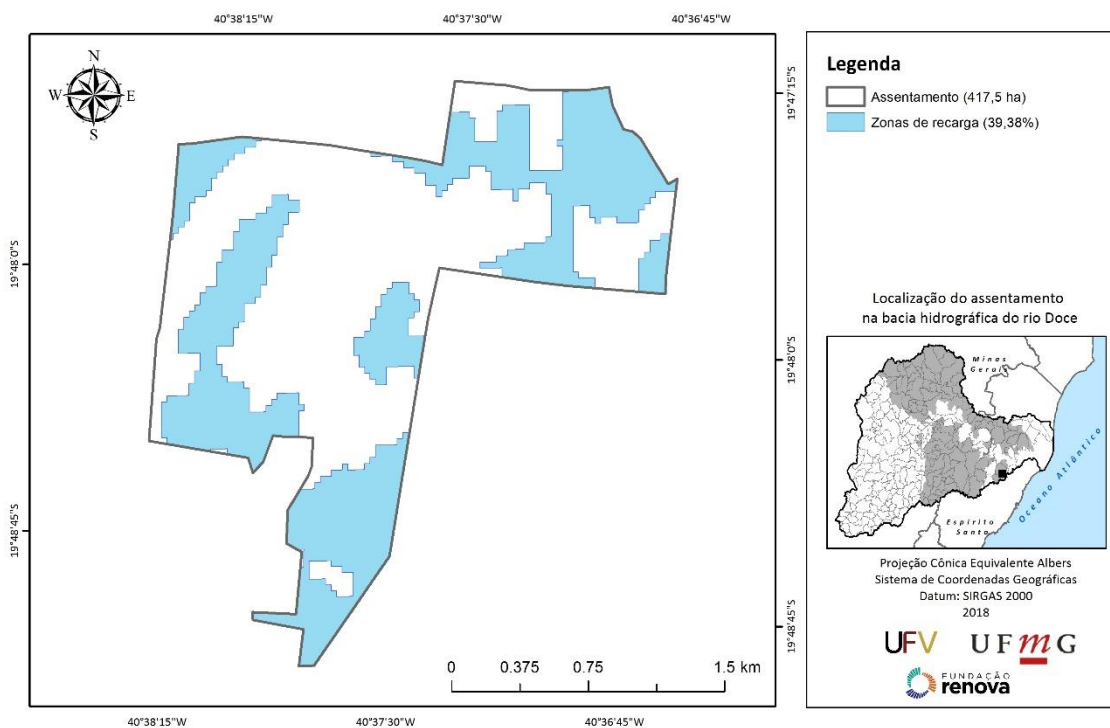 40°38'15"W
40°37'30"W
40°36'45"W
N
W
E
S
19°48'0"S
19°48'45"S
19°47'15"S
19°48'0"S
19°48'45"S
0
0.375
0.75
1.5 km
40°38'15"W
40°37'30"W
40°36'45"W
Legenda
Assentamento (417,5 ha)
Zonas de recarga (39,38%)
Localização do assentamento
na bacia hidrográfica do rio Doce
Minas
Gerais
Espírito
Santo
Oceano Atlântico
Projeção Cônica Equivalente Albers
Sistema de Coordenadas Geográficas
Datum: SIRGAS 2000
2018
UFV
UFmG
FUNDAÇÃO
renova